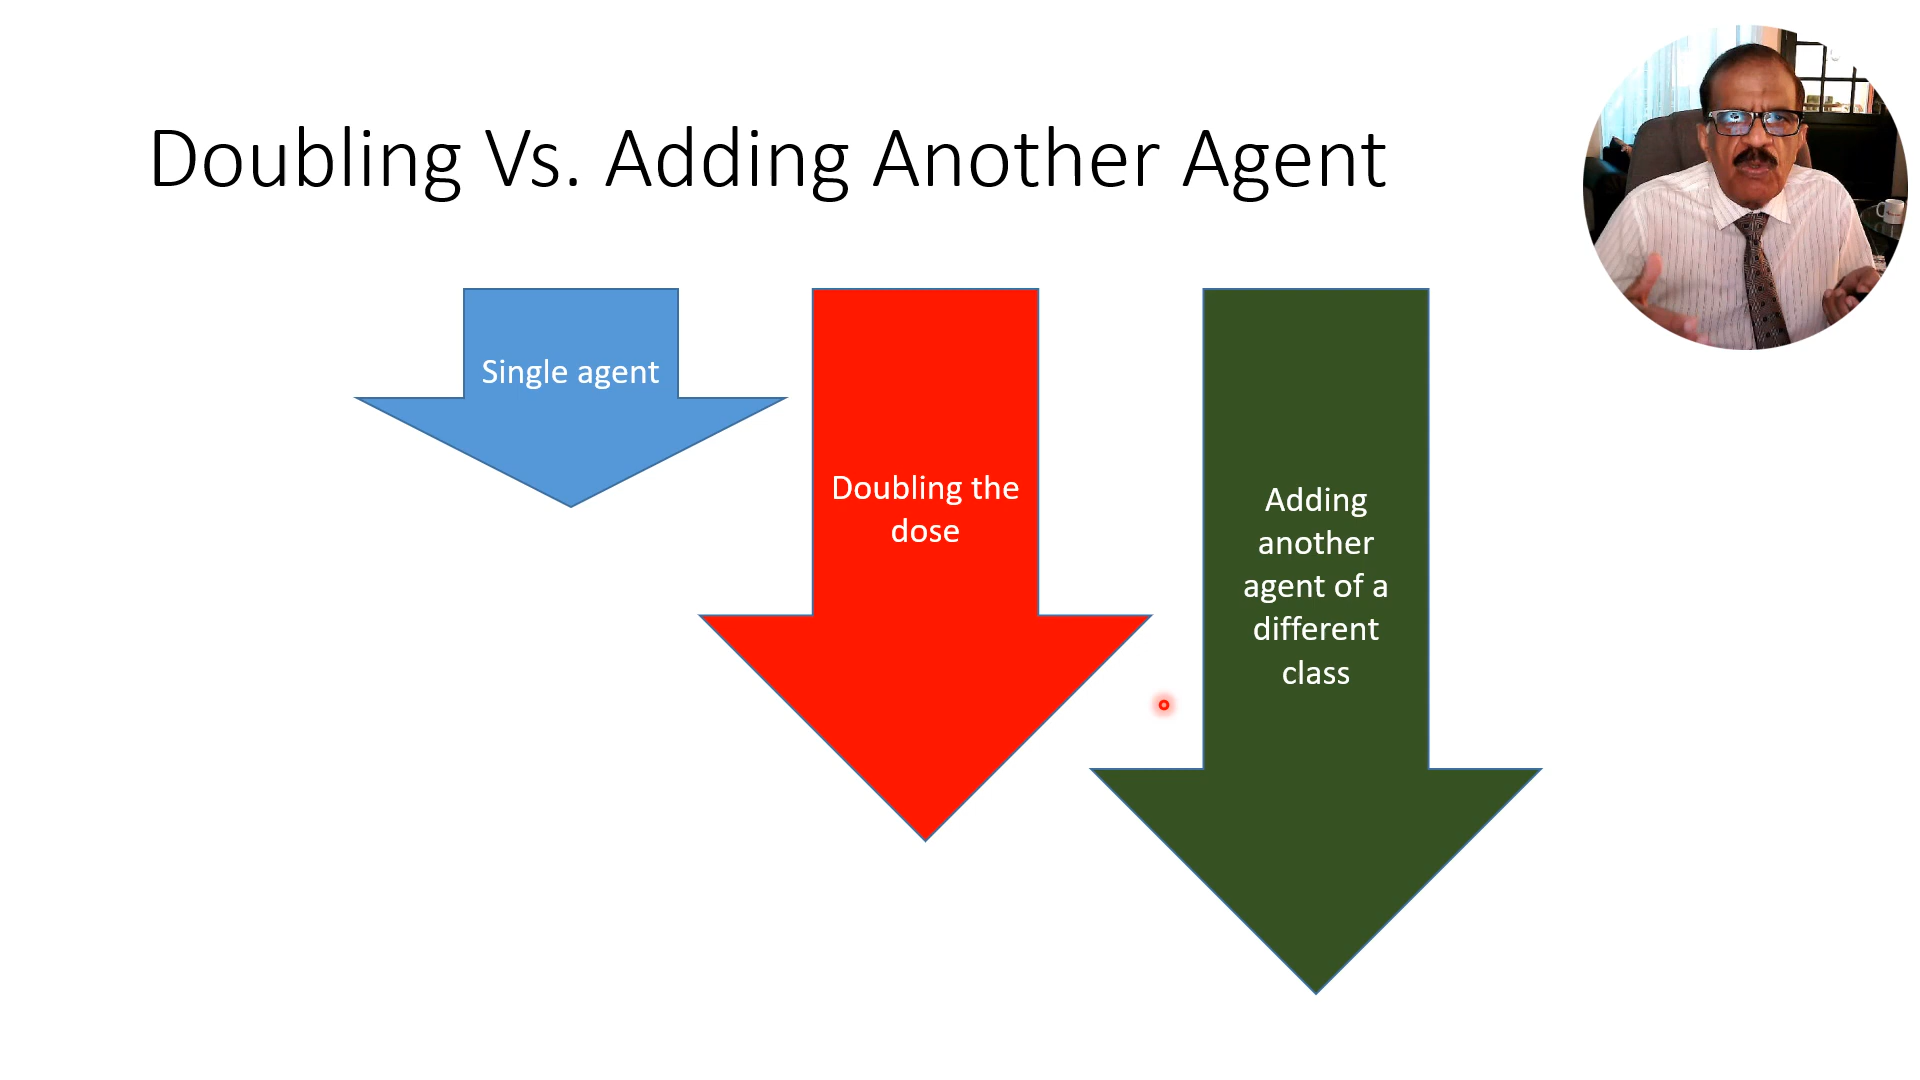 Doubling Vs. Adding Another Agent
Single agent
Doubling the
dose
Adding
another
agent of a
different
class